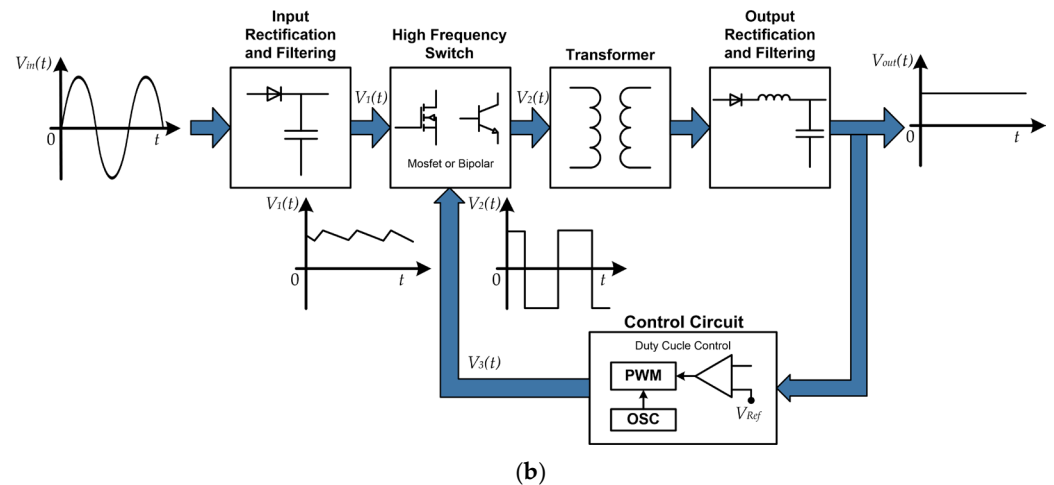 Input
Rectification
and Filtering
High Frequency
Switch
Transformer
Output
Rectification
and Filtering
Vin(t)
0
t
V1(t)
Mosfet or Bipolar
V2(t)
Vout(t)
0
t
V1(t)
0
t
V2(t)
0
t
V3(t)
Control Circuit
Duty Cucle Control
PWM
OSC
VRef
(b)